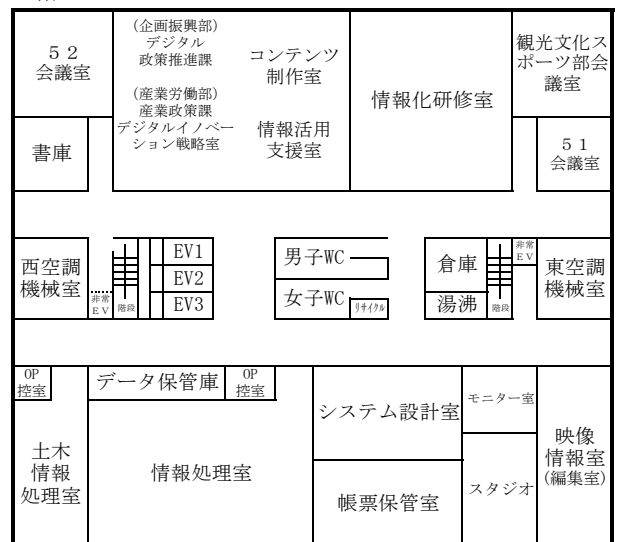 ５２
会議室
(企画振興部)
デジタル
政策推進課
(産業労働部)
産業政策課
デジタルイノベー
ション戦略室
コンテンツ
制作室
情報活用
支援室
情報化研修室
観光文化ス
ポーツ部会
議室
書庫
５１
会議室
西空調
機械室
非常
ＥＶ
階段
EV1
EV2
EV3
男子WC
女子WC
リサイクル
倉庫
湯沸
階段
非常
ＥＶ
東空調
機械室
OP
控室
データ保管庫
OP
控室
土木
情報
処理室
情報処理室
システム設計室
帳票保管室
モニター室
スタジオ
映像
情報室
(編集室)